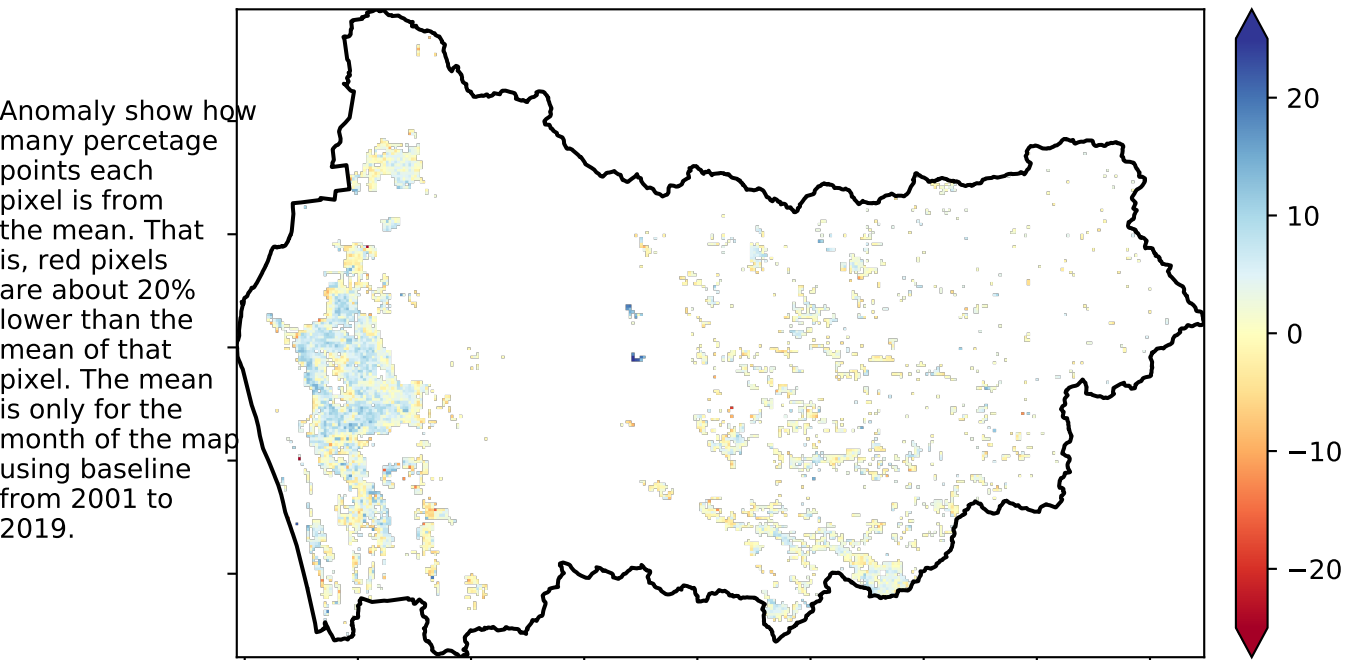 Anomaly show how
many percetage
points each
pixel is from
the mean. That
is, red pixels
are about 20%
lower than the
mean of that
pixel. The mean
is only for the
month of the map
using baseline
from 2001 to
2019.
20
10
0
−10
−20